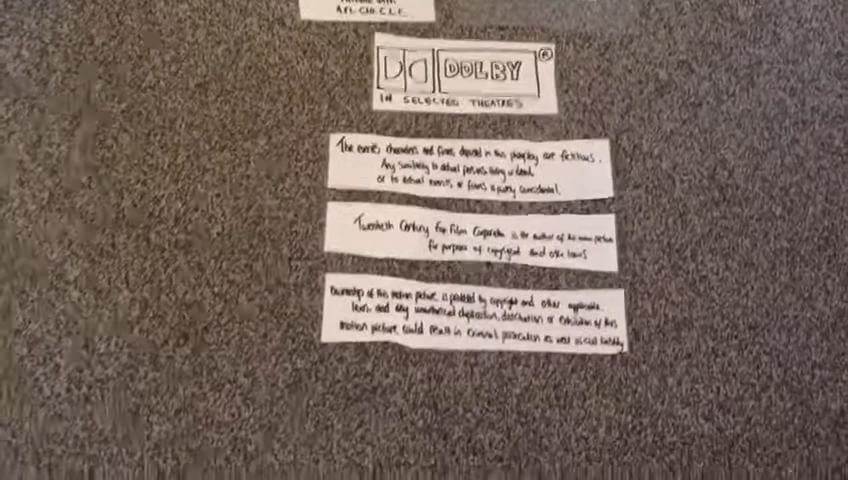 A.F.L.-C.I.O.-C.L.C.
DOLBY ®
IN SELECTED THEATRES
The events, characters and firms depicted in this photoplay are fictitious.
Any similarity to actual persons, living or dead,
or to actual events or firms is purely coincidental.
Twentieth Century Fox Film Corporation is the author of this motion picture
for purposes of copyright and other laws
Ownership of this motion picture is protected by copyright and other applicable
laws, and any unauthorized duplication, distribution or exhibition of this
motion picture could result in criminal prosecution as well as civil liability